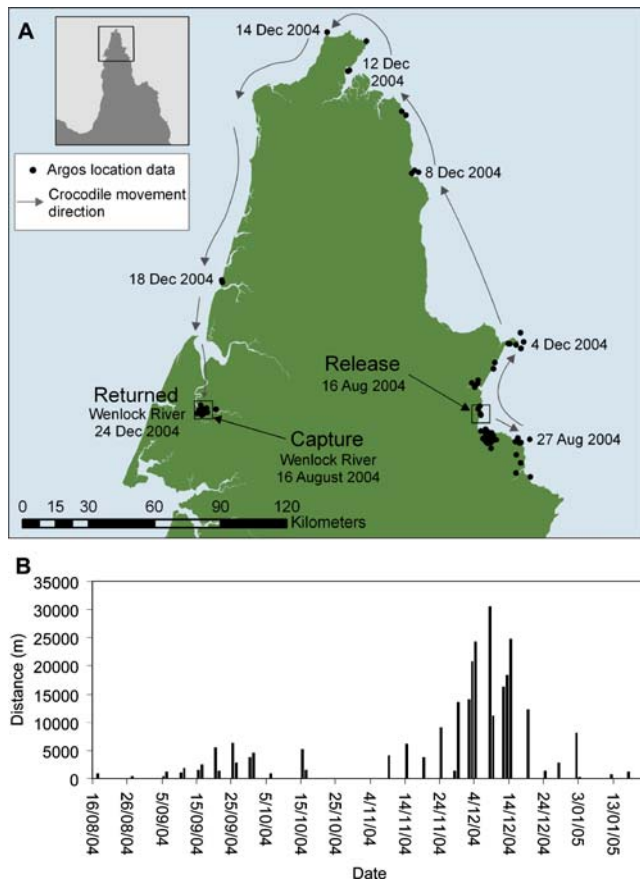 A
14 Dec 2004
12 Dec
2004
Argos location data
Crocodile movement
direction
8 Dec 2004
18 Dec 2004
4 Dec 2004
Release
16 Aug 2004
Returned
Wenlock River
24 Dec 2004
Capture
Wenlock River
16 August 2004
27 Aug 2004
0 15 30 60 90 120
Kilometers
B
35000
30000
25000
20000
15000
10000
5000
0
Distance (m)
16/08/04
26/08/04
5/09/04
15/09/04
25/09/04
5/10/04
15/10/04
25/10/04
4/11/04
14/11/04
24/11/04
4/12/04
14/12/04
24/12/04
3/01/05
13/01/05
Date